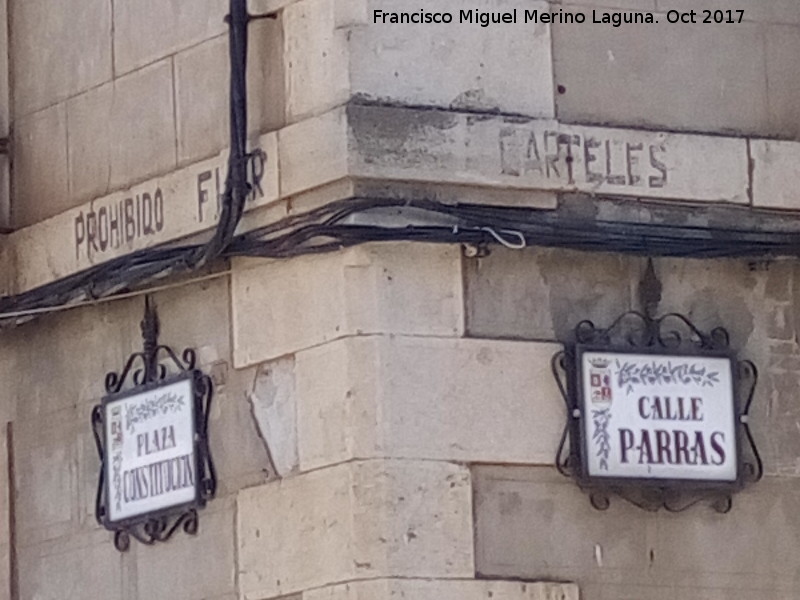 Francisco Miguel Merino Laguna. Oct 2017
PROHIBIDO FIJAR CARTELES
PLAZA
CONSTITUCIÓN
CALLE
PARRAS